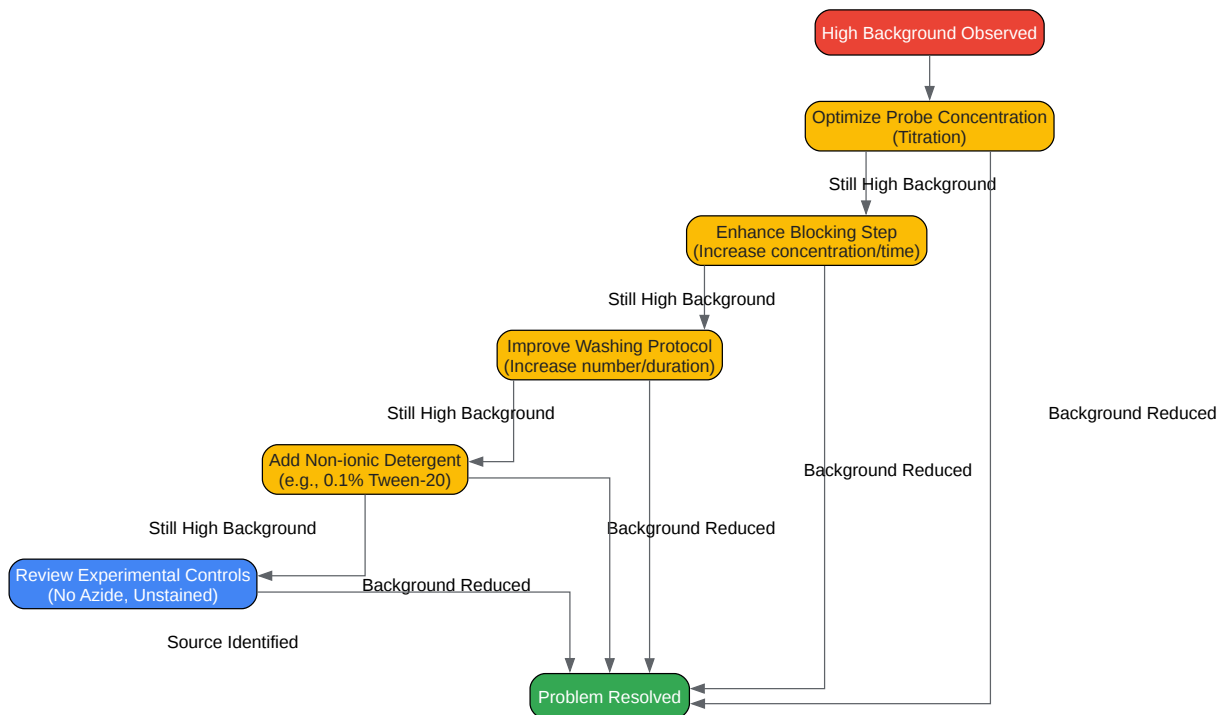 High Background Observed
Optimize Probe Concentration
(Titration)
Still High Background
Enhance Blocking Step
(Increase concentration/time)
Still High Background
Improve Washing Protocol
(Increase number/duration)
Still High Background
Background Reduced
Add Non-ionic Detergent
(e.g., 0.1% Tween-20)
Background Reduced
Still High Background
Background Reduced
Review Experimental Controls
(No Azide, Unstained)
Background Reduced
Source Identified
Problem Resolved